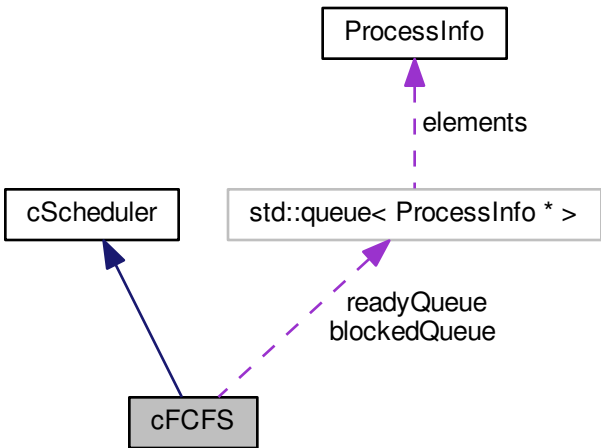 ProcessInfo
elements
cScheduler
std::queue< ProcessInfo * >
readyQueue
blockedQueue
cFCFS